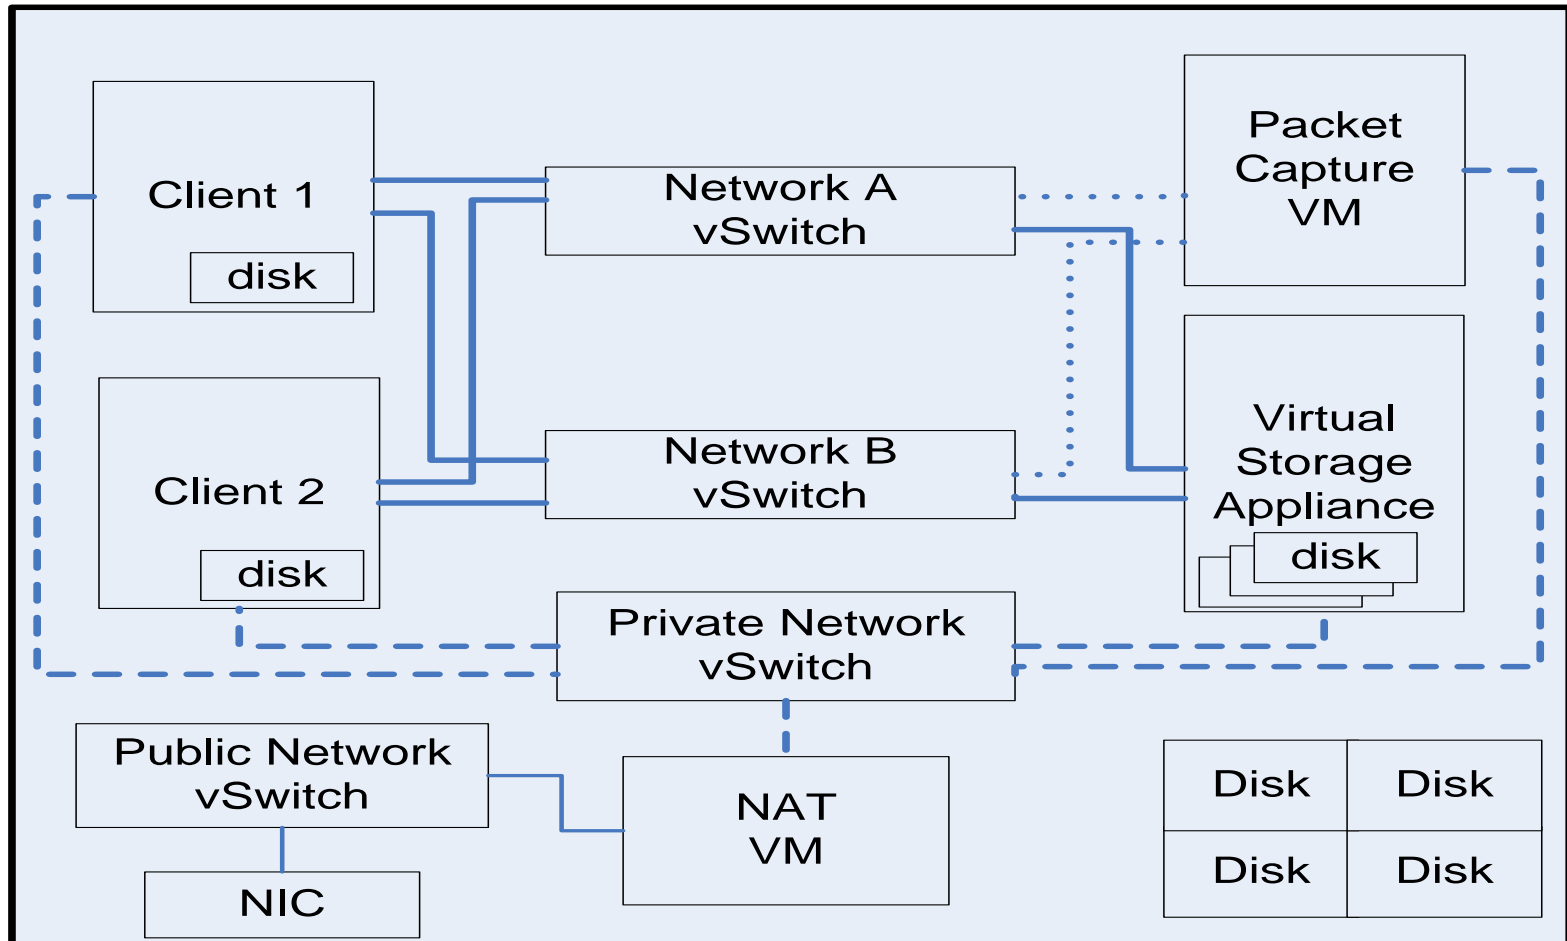 Client 1
disk
Network A
vSwitch
Packet
Capture
VM
Client 2
disk
Network B
vSwitch
Virtual
Storage
Appliance
disk
Private Network
vSwitch
Public Network
vSwitch
NIC
NAT
VM
Disk
Disk
Disk
Disk